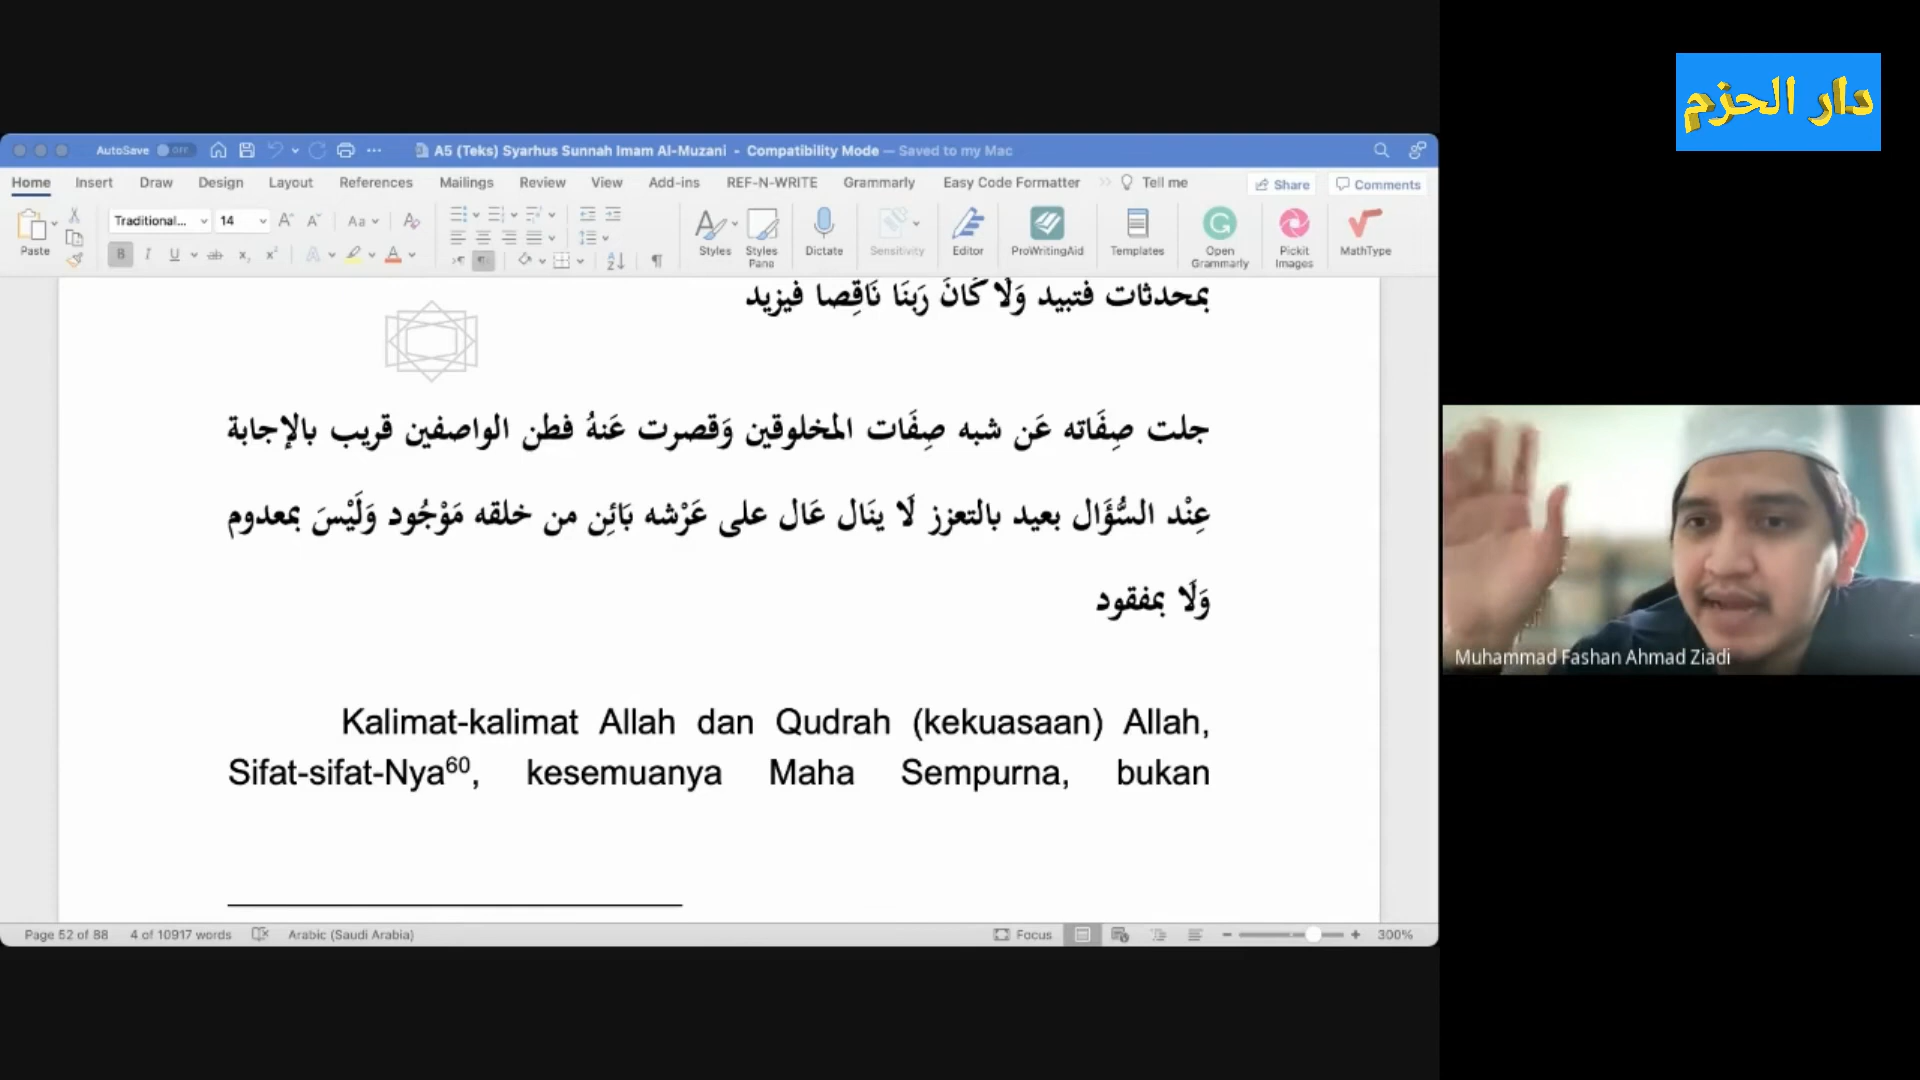 دار الحزم
AutoSave OFF
A5 (Teks) Syarhus Sunnah Imam Al-Muzani - Compatibility Mode — Saved to my Mac
Home Insert Draw Design Layout References Mailings Review View Add-ins REF-N-WRITE Grammarly Easy Code Formatter Tell me Share Comments
Paste Traditional... 14 Styles Styles Pane Dictate Sensitivity Editor ProWritingAid Templates Open Grammarly Pickit Images MathType
بمحدثات فتبيد وَلَا كَانَ رَبنَا نَاقِصا فيزيد
جلت صِفَاته عَن شبه صِفَات المخلوقين وَقصرت عَنهُ فطن الواصفين قريب بالإجابة
عِنْد السُّؤَال بعيد بالتعزز لَا ينَال عَال على عَرْشه بَائِن من خلقه مَوْجُود وَلَيْسَ بمعدوم
وَلَا بمفقود
Kalimat-kalimat Allah dan Qudrah (kekuasaan) Allah,
Sifat-sifat-Nya60, kesemuanya Maha Sempurna, bukan
Muhammad Fashan Ahmad Ziadi
Page 52 of 88 4 of 10917 words Arabic (Saudi Arabia) Focus 300%